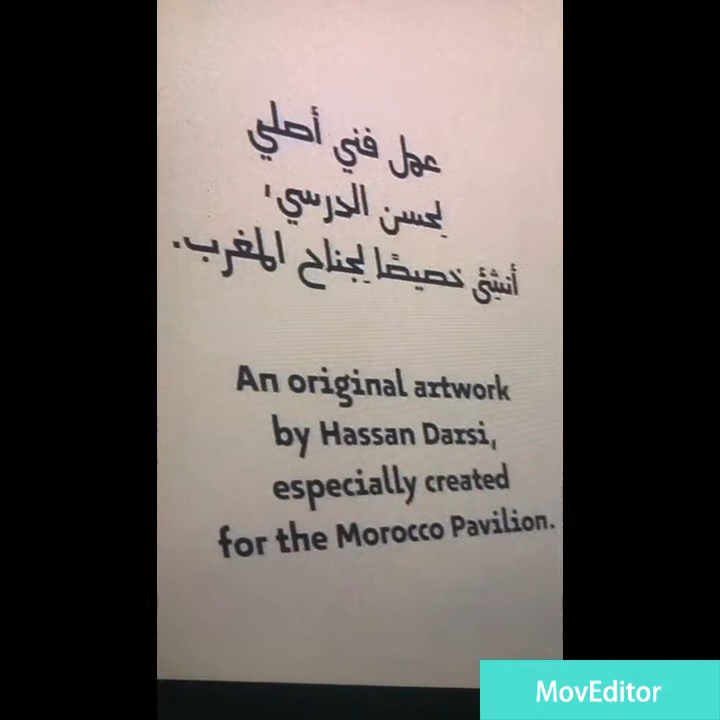 عمل فني أصلي
لحسن الدرسي،
أنشئ خصيصًا لجناح المغرب.
An original artwork
by Hassan Darsi,
especially created
for the Morocco Pavilion.
MovEditor